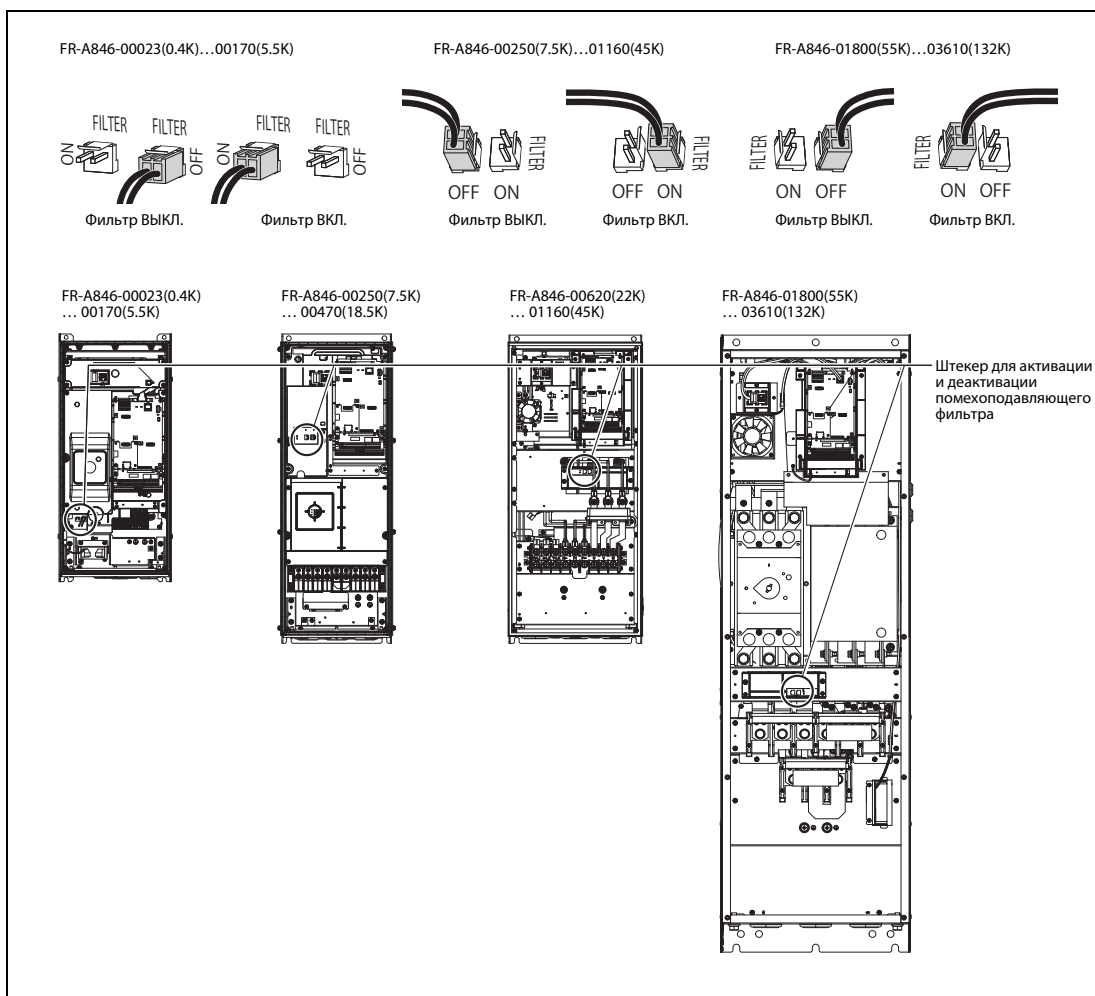 FR-A846-00023(0.4K)…00170(5.5K)
FR-A846-00250(7.5K)…01160(45K)
FR-A846-01800(55K)…03610(132K)
FILTER
FILTER
FILTER
FILTER
ON
OFF
ON
OFF
FILTER
FILTER
FILTER
FILTER
OFF ON
OFF ON
ON OFF
ON OFF
Фильтр ВЫКЛ.
Фильтр ВКЛ.
Фильтр ВЫКЛ.
Фильтр ВКЛ.
Фильтр ВЫКЛ.
Фильтр ВКЛ.
FR-A846-00023(0.4K)
… 00170(5.5K)
FR-A846-00250(7.5K)
… 00470(18.5K)
FR-A846-00620(22K)
… 01160(45K)
FR-A846-01800(55K)
… 03610(132K)
Штекер для активации
и деактивации
помехоподавляющего
фильтра